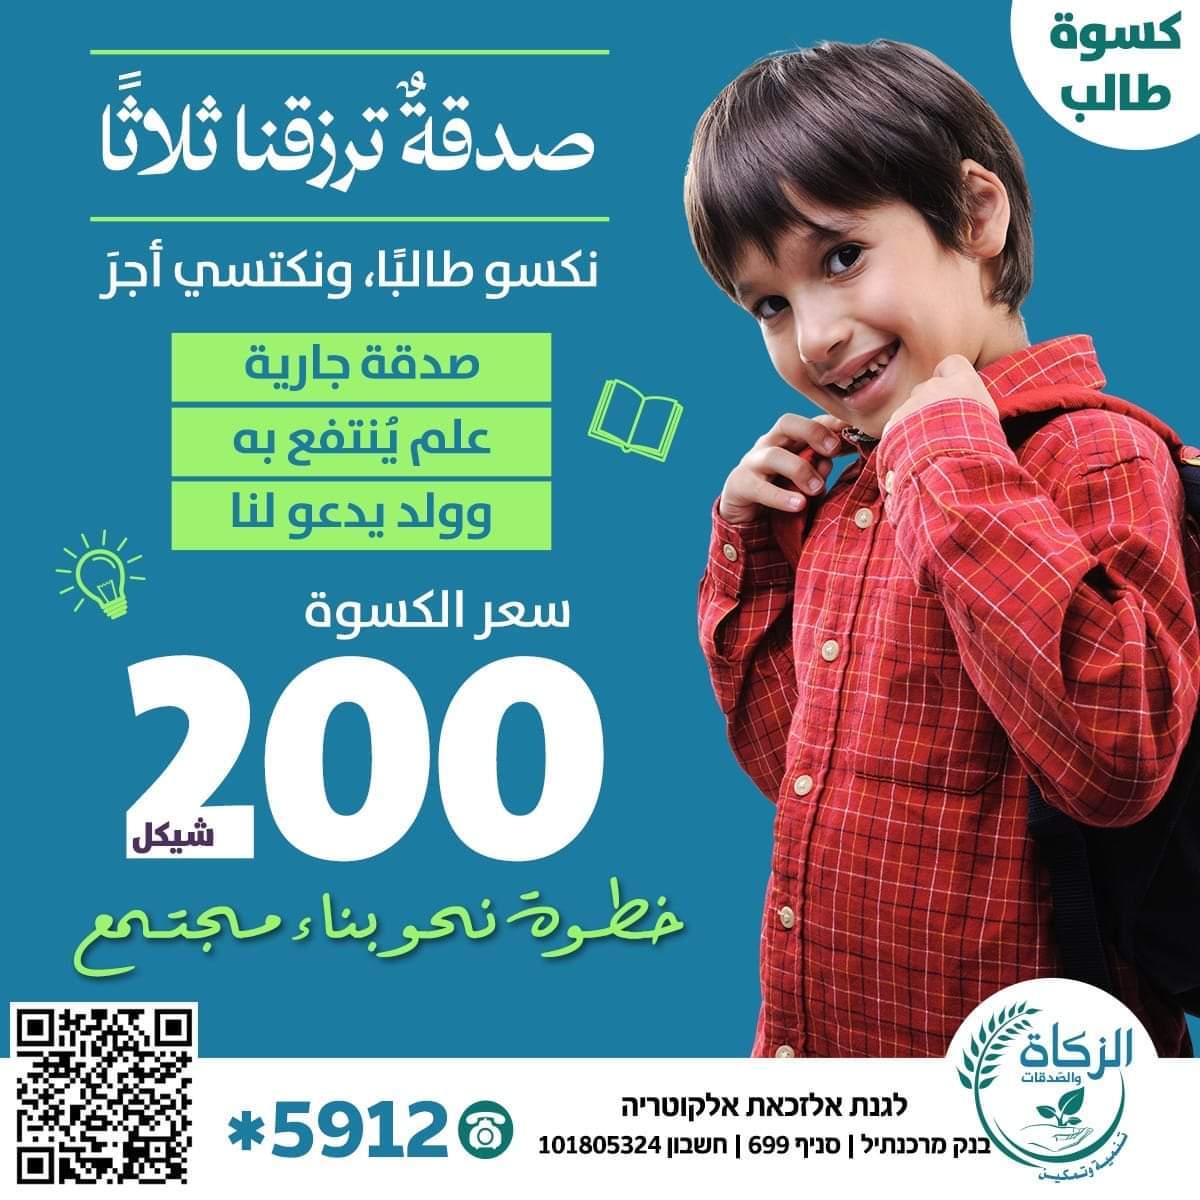 كسوة
طالب
صدقةٌ ترزقنا ثلاثًا
نكسو طالبًا، ونكتسي أجرَ
صدقة جارية
علم يُنتفع به
وولد يدعو لنا
سعر الكسوة
200
شيكل
خطوة نحو بناء مجتمع
*5912
לגנת אלזכאת אלקוטריה
בנק מרכנתיל | סניף 699 | חשבון 101805324
الزكاة
والصّدقات
تنمية وتمكين